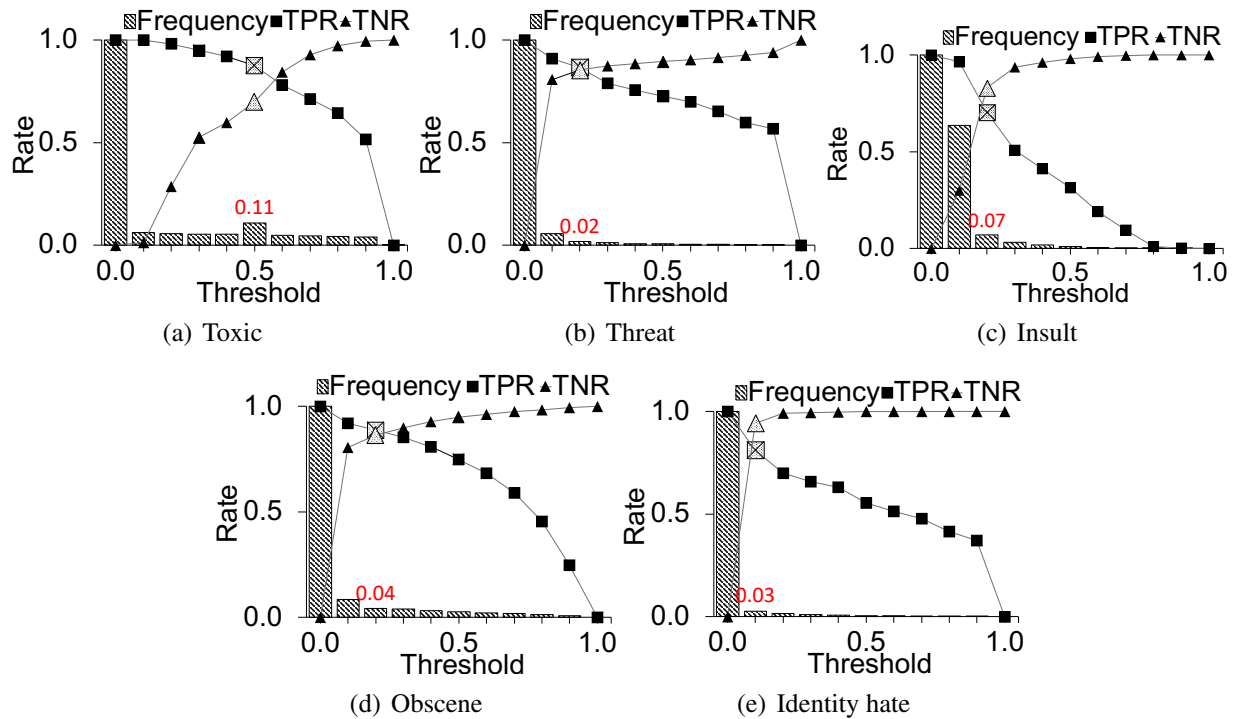 Frequency TPR TNR
Frequency TPR TNR
Frequency TPR TNR
1.0
0.5
0.0
Rate
0.11
0.0 0.5 1.0
Threshold
(a) Toxic
1.0
0.5
0.0
Rate
0.02
0.0 0.5 1.0
Threshold
(b) Threat
1.0
0.5
0.0
Rate
0.07
0.0 0.5 1.0
Threshold
(c) Insult
Frequency TPR TNR
1.0
0.5
0.0
Rate
0.04
0.0 0.5 1.0
Threshold
(d) Obscene
Frequency TPR TNR
1.0
0.5
0.0
Rate
0.03
0.0 0.5 1.0
Threshold
(e) Identity hate